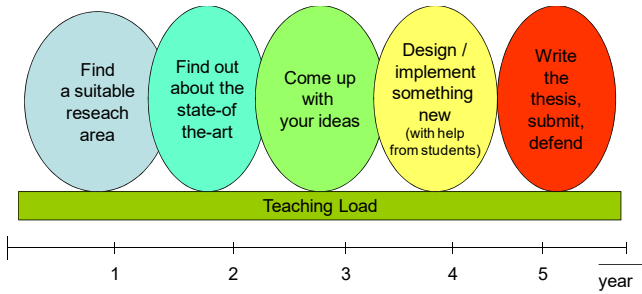 Find
a suitable
reseach
area
Find out
about the
state-of
the-art
Come up
with
your ideas
Design /
implement
something
new
(with help
from students)
Write
the
thesis,
submit,
defend
Teaching Load
1 2 3 4 5
year